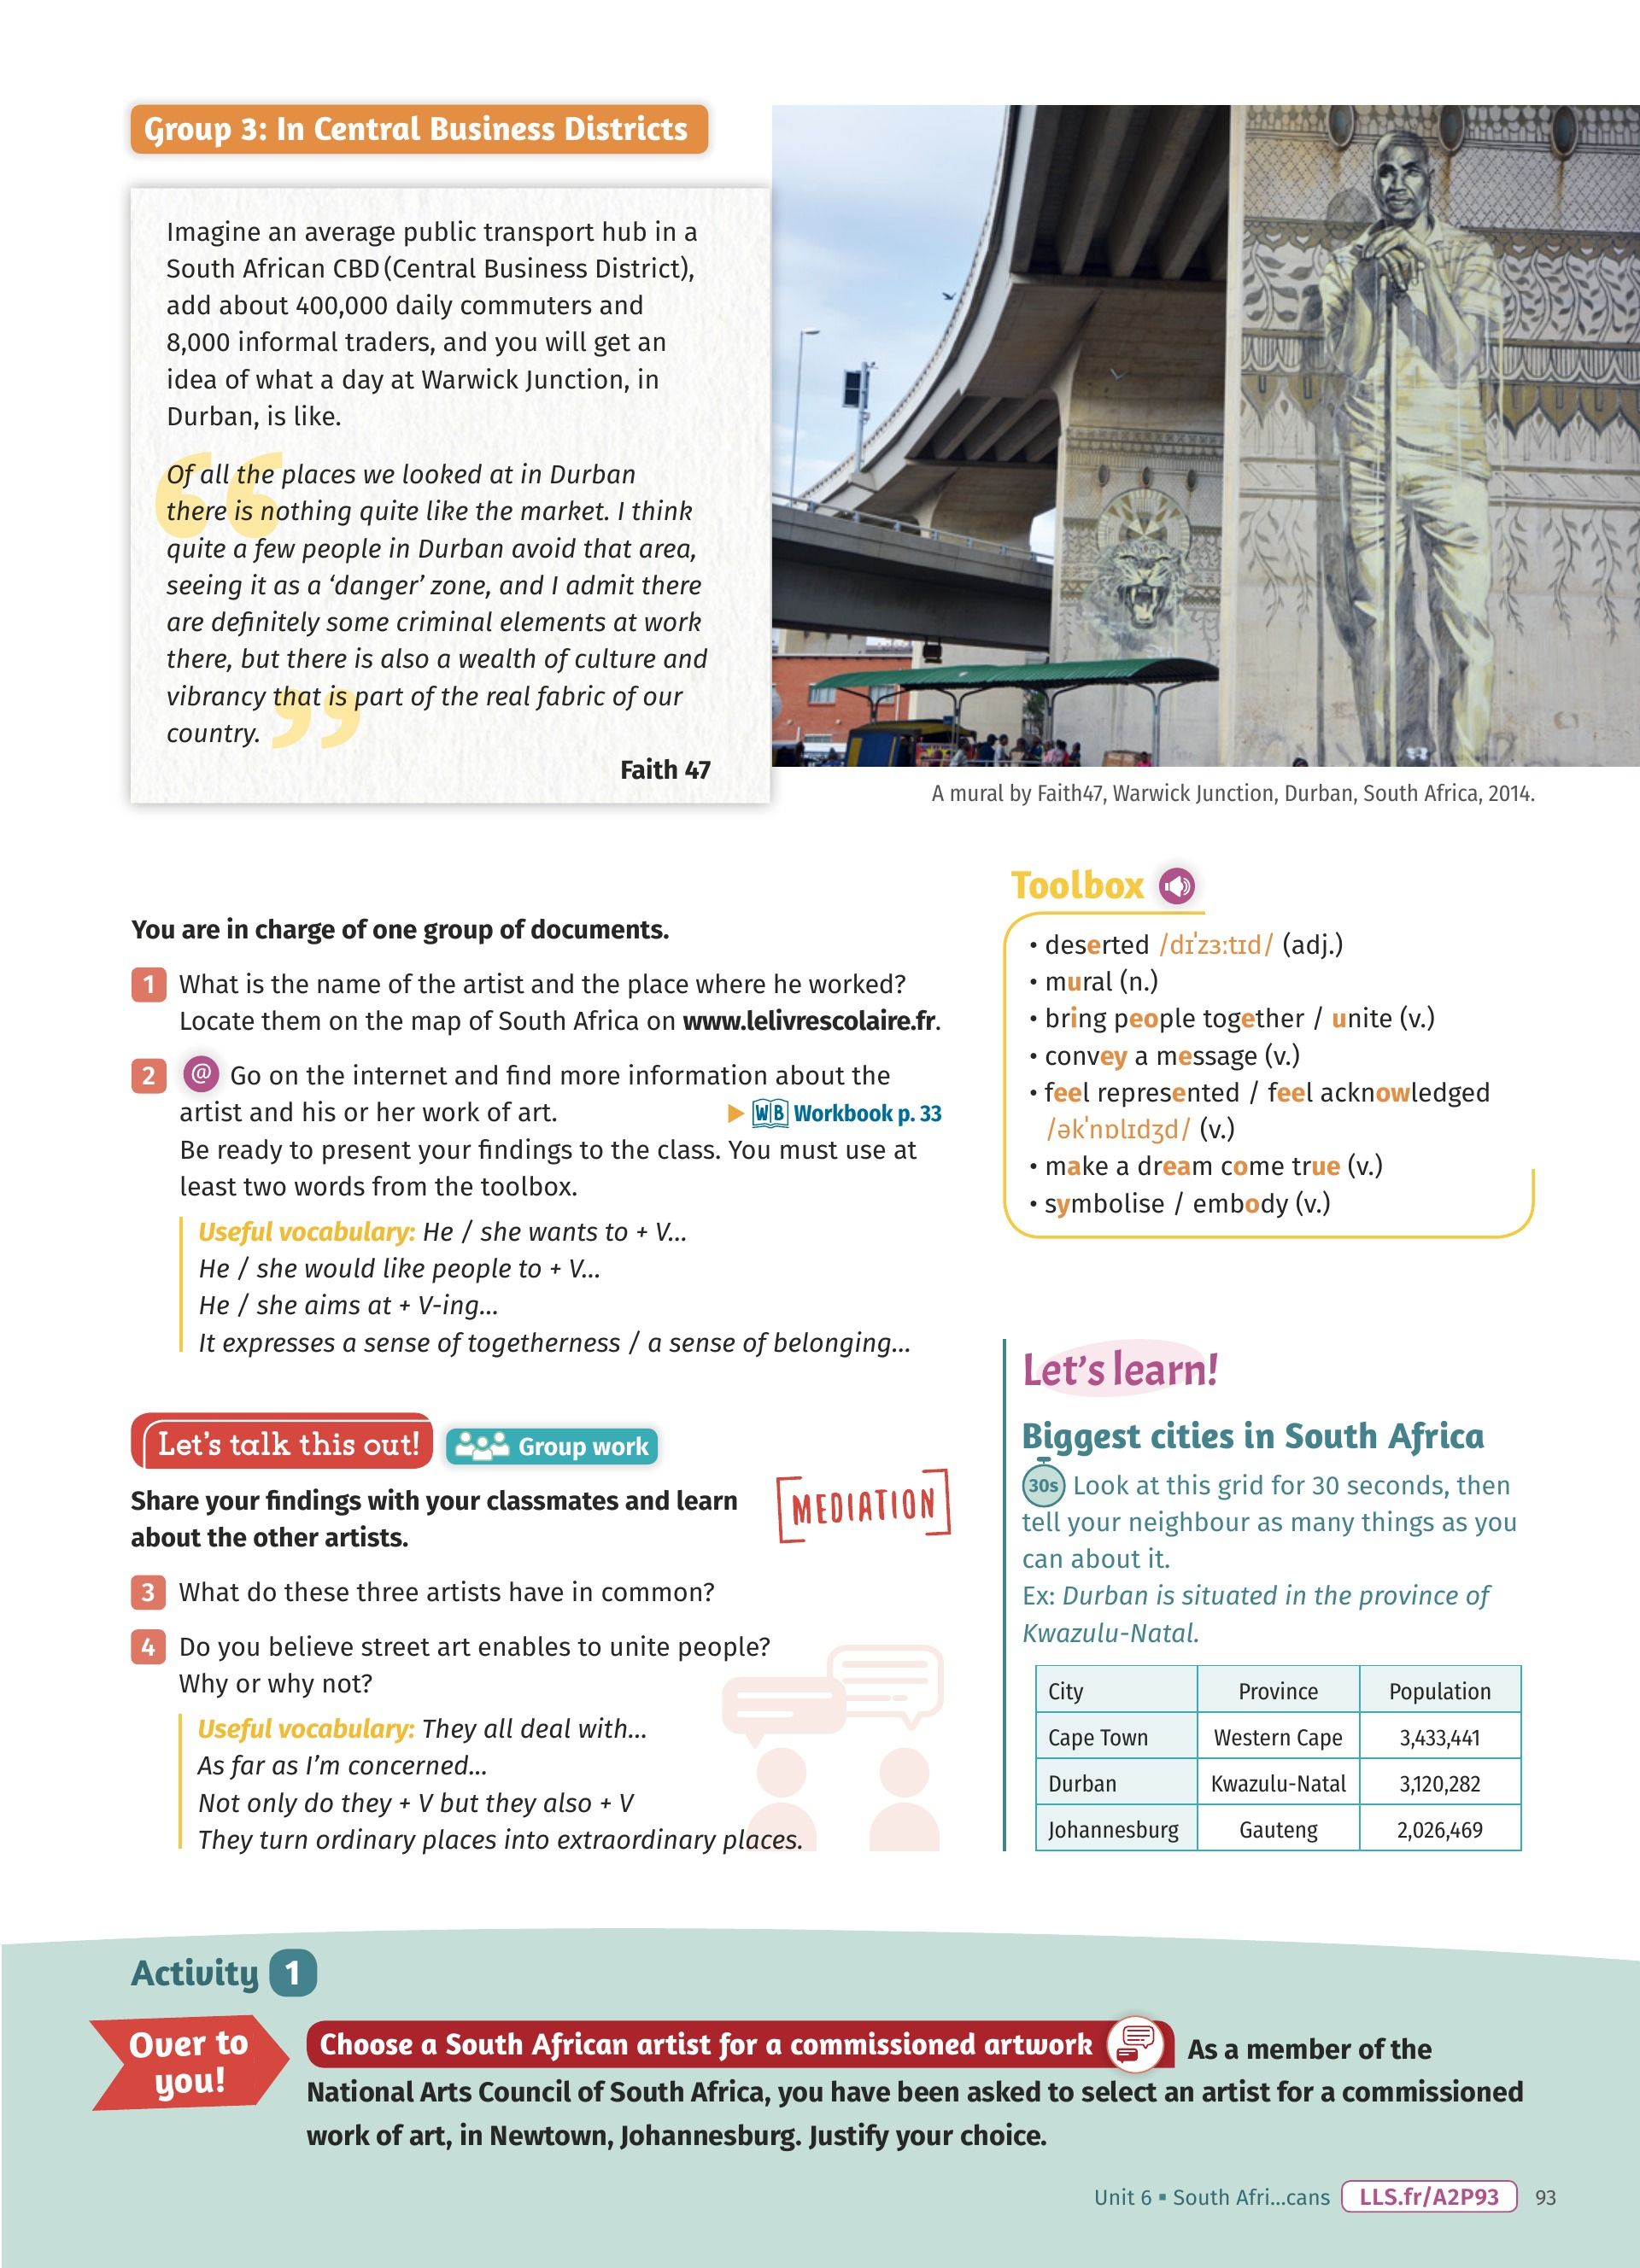 Group 3: In Central Business Districts
Imagine an average public transport hub in a
South African CBD (Central Business District),
add about 400,000 daily commuters and
8,000 informal traders, and you will get an
idea of what a day at Warwick Junction, in
Durban, is like.
“
Of all the places we looked at in Durban
there is nothing quite like the market. I think
quite a few people in Durban avoid that area,
seeing it as a ‘danger’ zone, and I admit there
are definitely some criminal elements at work
there, but there is also a wealth of culture and
vibrancy that is part of the real fabric of our
country.
”
Faith 47
A mural by Faith47, Warwick Junction, Durban, South Africa, 2014.
You are in charge of one group of documents.
1 What is the name of the artist and the place where he worked?
Locate them on the map of South Africa on www.lelivrescolaire.fr.
2 @ Go on the internet and find more information about the
artist and his or her work of art. ▶ WB Workbook p. 33
Be ready to present your findings to the class. You must use at
least two words from the toolbox.
Useful vocabulary: He / she wants to + V...
He / she would like people to + V...
He / she aims at + V-ing...
It expresses a sense of togetherness / a sense of belonging...
Toolbox
• deserted /dɪˈzɜːtɪd/ (adj.)
• mural (n.)
• bring people together / unite (v.)
• convey a message (v.)
• feel represented / feel acknowledged
/əkˈnɒlɪdʒd/ (v.)
• make a dream come true (v.)
• symbolise / embody (v.)
Let’s talk this out! Group work
Share your findings with your classmates and learn
about the other artists.
MEDIATION
3 What do these three artists have in common?
4 Do you believe street art enables to unite people?
Why or why not?
Useful vocabulary: They all deal with...
As far as I’m concerned...
Not only do they + V but they also + V
They turn ordinary places into extraordinary places.
Let’s learn!
Biggest cities in South Africa
30s Look at this grid for 30 seconds, then
tell your neighbour as many things as you
can about it.
Ex: Durban is situated in the province of
Kwazulu-Natal.
City Province Population
Cape Town Western Cape 3,433,441
Durban Kwazulu-Natal 3,120,282
Johannesburg Gauteng 2,026,469
Activity 1
Over to
you!
Choose a South African artist for a commissioned artwork As a member of the
National Arts Council of South Africa, you have been asked to select an artist for a commissioned
work of art, in Newtown, Johannesburg. Justify your choice.
Unit 6 ▪ South Afri...cans LLS.fr/A2P93 93